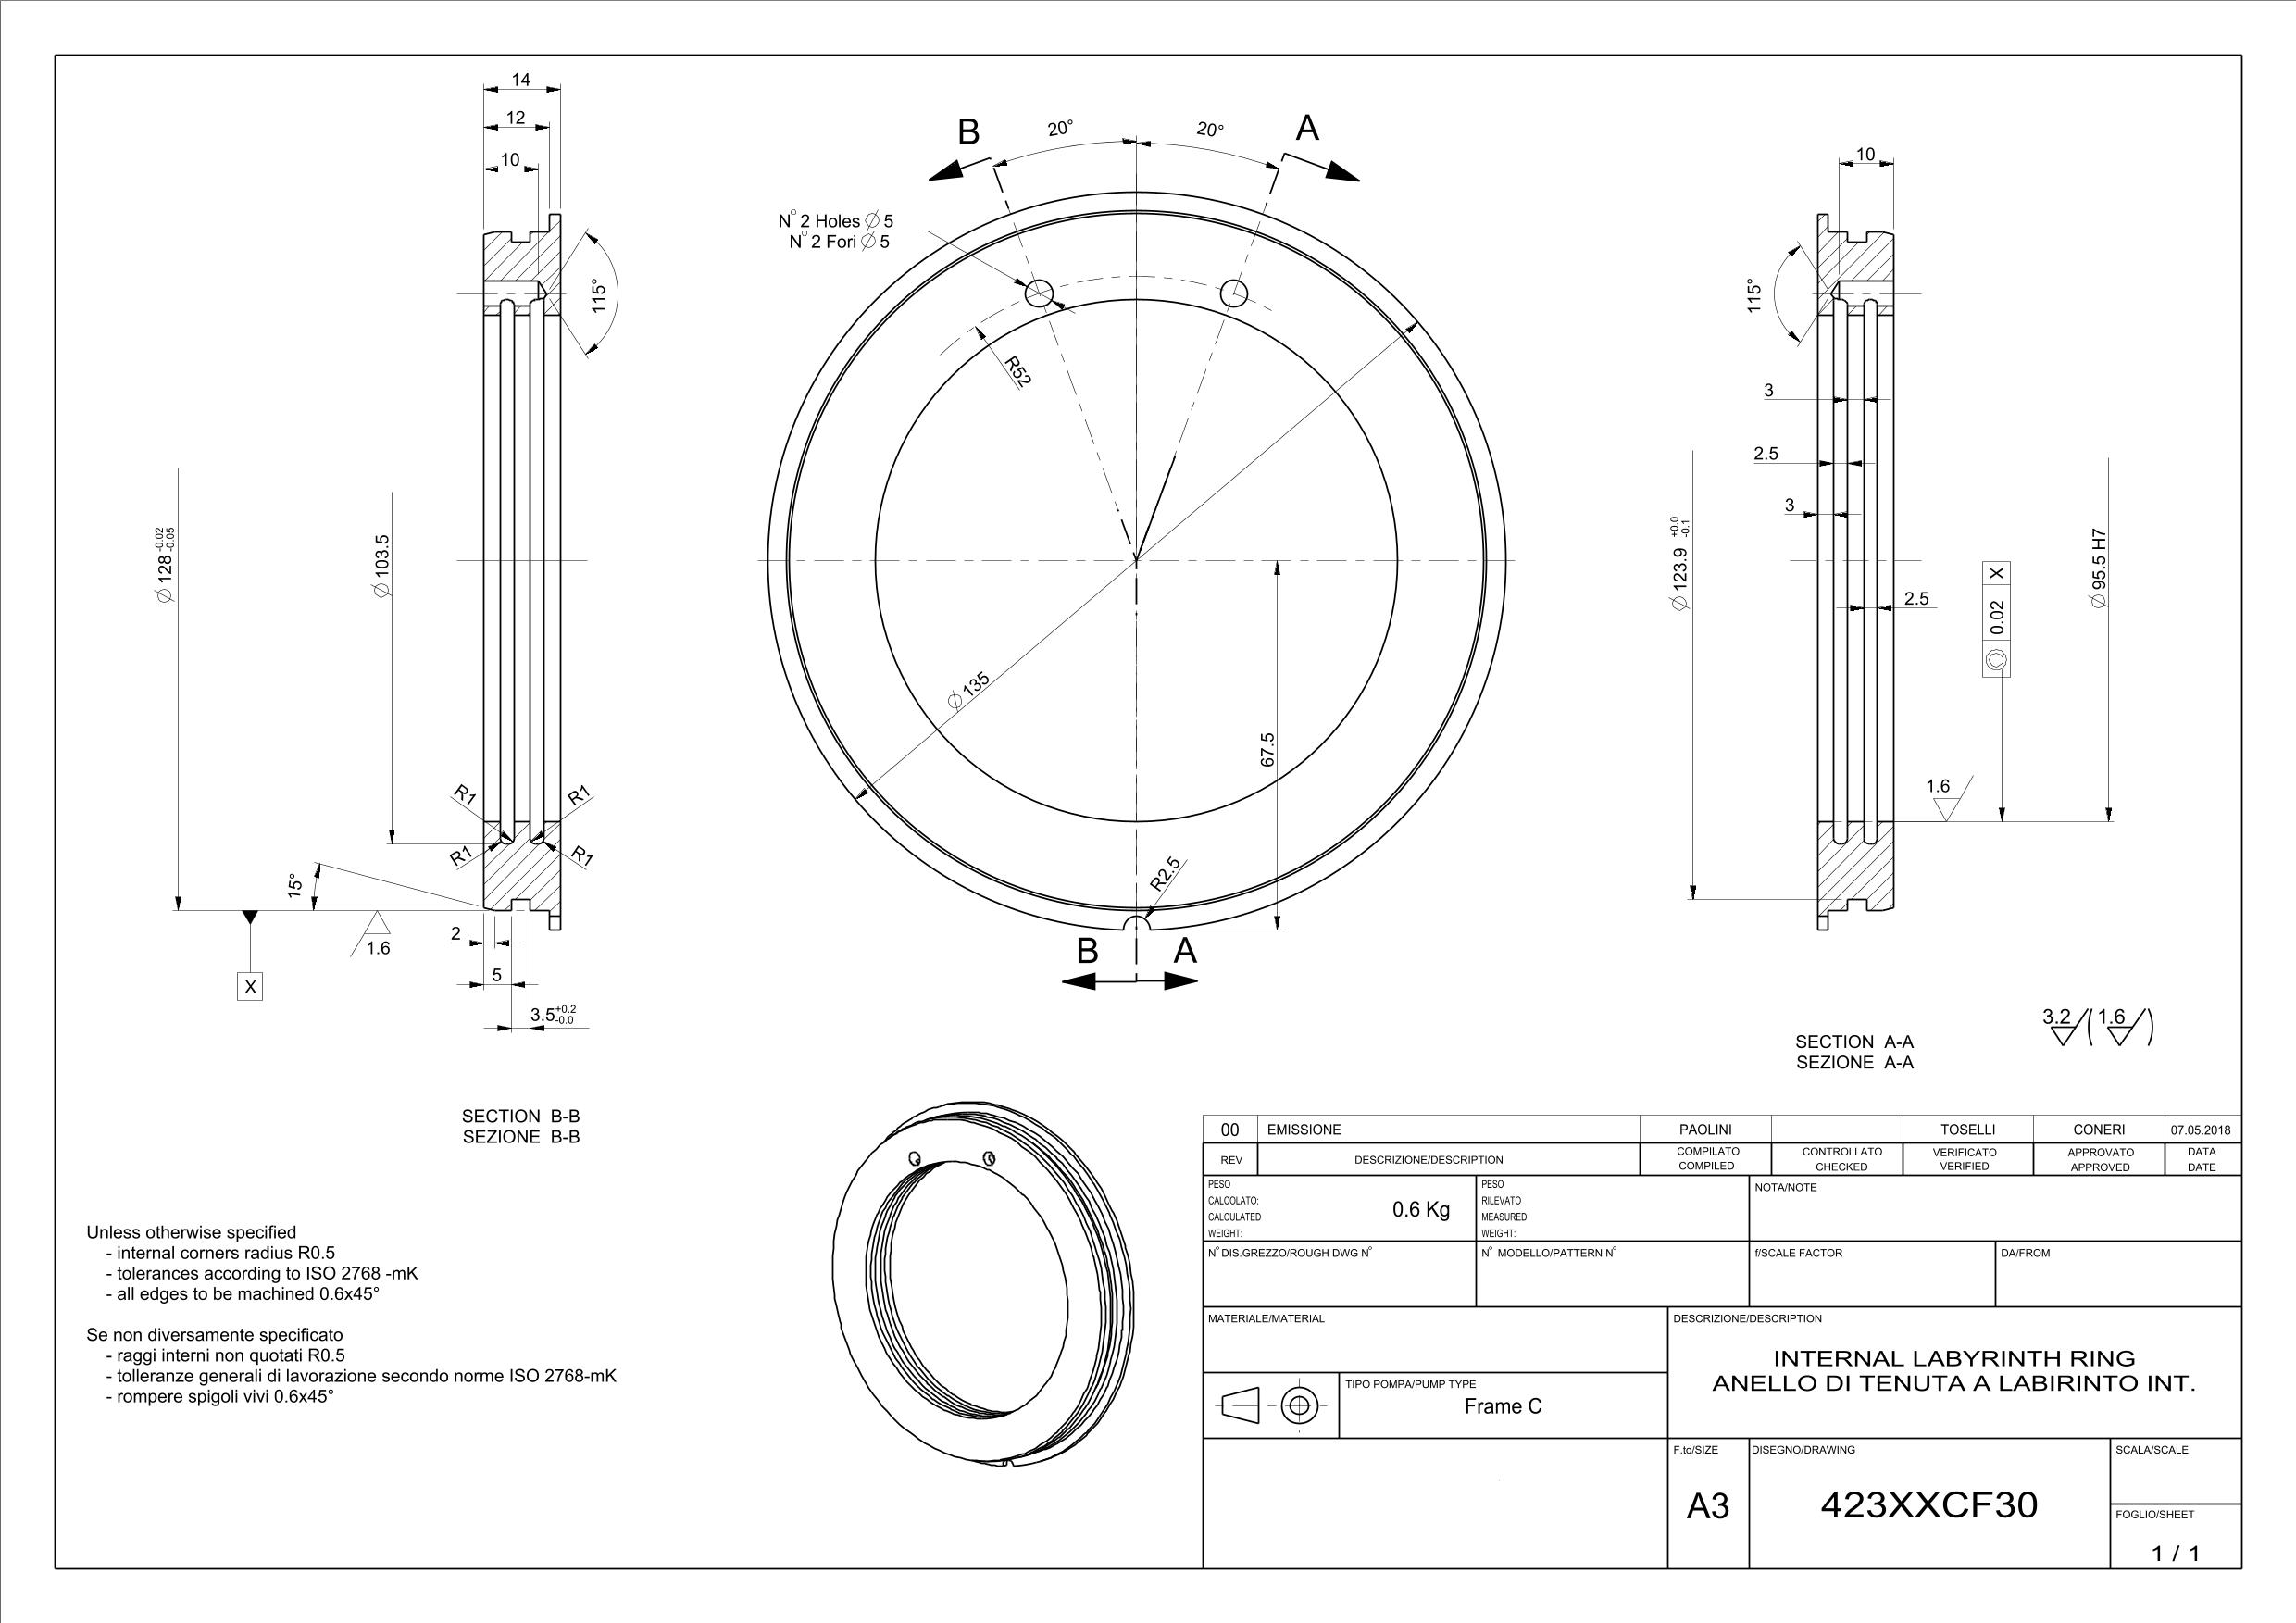 14
12
10
115°
Ø 128 -0.02 -0.05
Ø 103.5
R1
R1
R1
R1
15°
1.6
X
2
5
3.5 +0.2 -0.0
SECTION B-B
SEZIONE B-B
B
20°
20°
A
N° 2 Holes Ø 5
N° 2 Fori Ø 5
R52
Ø 135
67.5
R2.5
B
A
10
115°
3
2.5
3
Ø 123.9 +0.0 -0.1
2.5
0.02 X
Ø 95.5 H7
1.6
SECTION A-A
SEZIONE A-A
3.2 ( 1.6 )
Unless otherwise specified
- internal corners radius R0.5
- tolerances according to ISO 2768 -mK
- all edges to be machined 0.6x45°
Se non diversamente specificato
- raggi interni non quotati R0.5
- tolleranze generali di lavorazione secondo norme ISO 2768-mK
- rompere spigoli vivi 0.6x45°
00 EMISSIONE PAOLINI TOSELLI CONERI 07.05.2018
REV DESCRIZIONE/DESCRIPTION COMPILATO CONTROLLATO VERIFICATO APPROVATO DATA
COMPILED CHECKED VERIFIED APPROVED DATE
PESO
CALCOLATO:
CALCULATED
WEIGHT:
0.6 Kg
PESO
RILEVATO
MEASURED
WEIGHT:
NOTA/NOTE
N° DIS.GREZZO/ROUGH DWG N°
N° MODELLO/PATTERN N°
f/SCALE FACTOR
DA/FROM
MATERIALE/MATERIAL
DESCRIZIONE/DESCRIPTION
INTERNAL LABYRINTH RING
ANELLO DI TENUTA A LABIRINTO INT.
TIPO POMPA/PUMP TYPE
Frame C
F.to/SIZE
A3
DISEGNO/DRAWING
423XXCF30
SCALA/SCALE
FOGLIO/SHEET
1 / 1